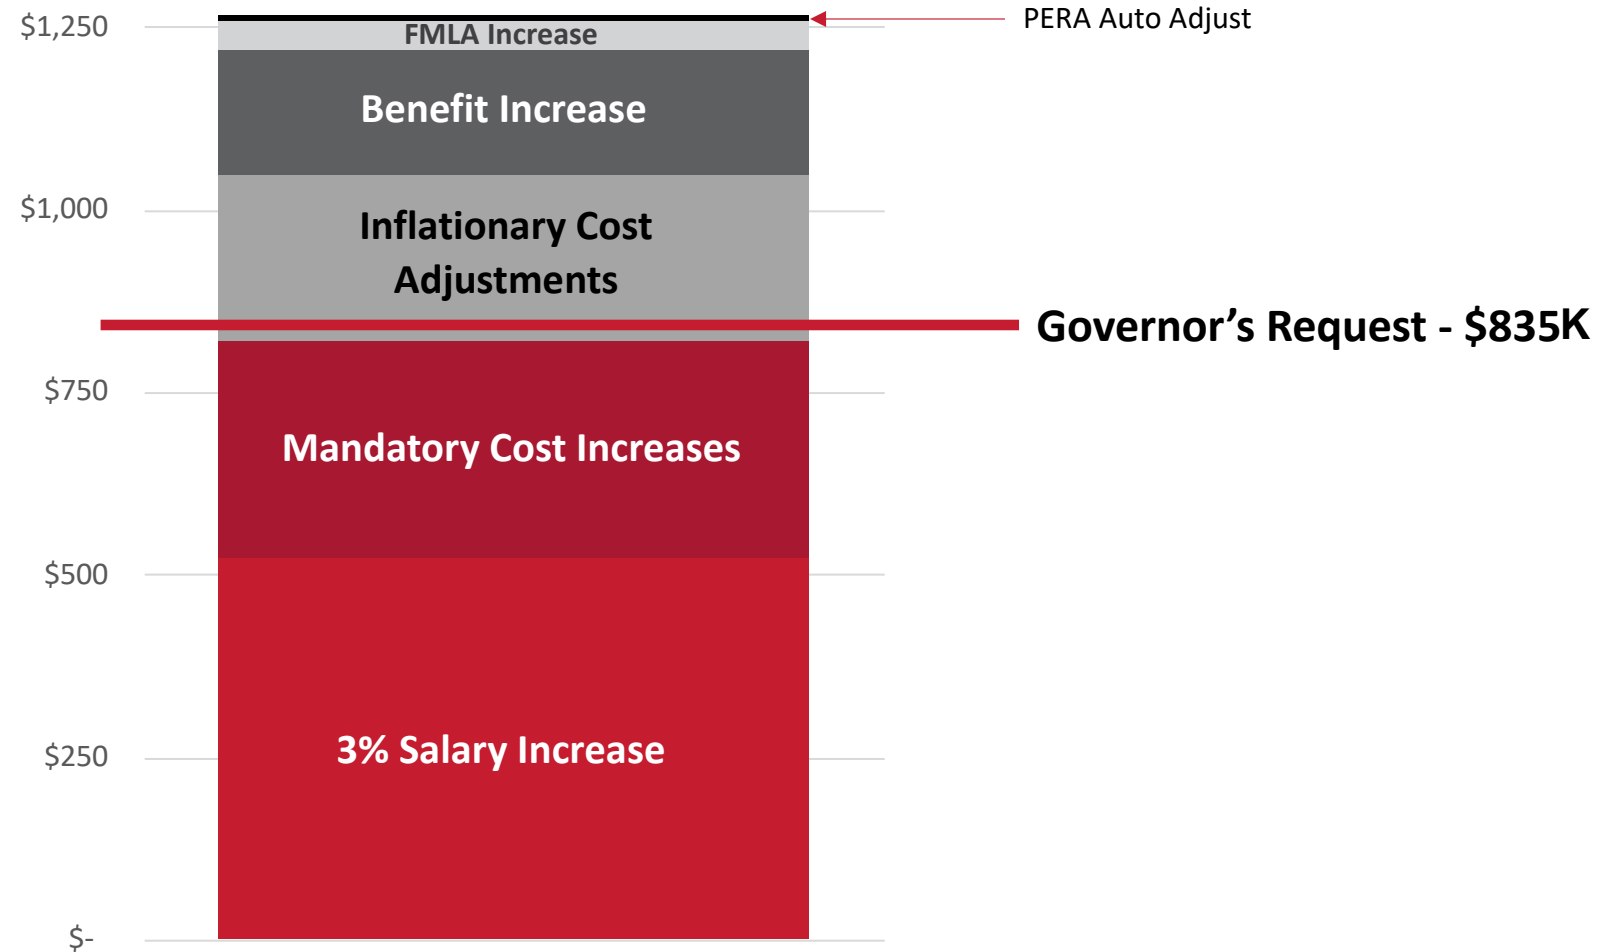 $1,250
PERA Auto Adjust
FMLA Increase
Benefit Increase
$1,000
Inflationary Cost
Adjustments
Governor's Request - $835K
$750
Mandatory Cost Increases
$500
3% Salary Increase
$250
$-